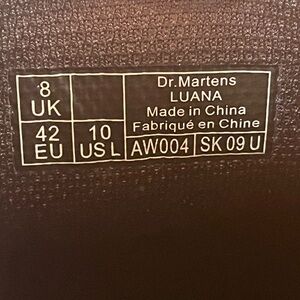 8
UK
42
EU
10
US L
Dr.Martens
LUANA
Made in China
Fabriqué en Chine
AW004
SK 09 U